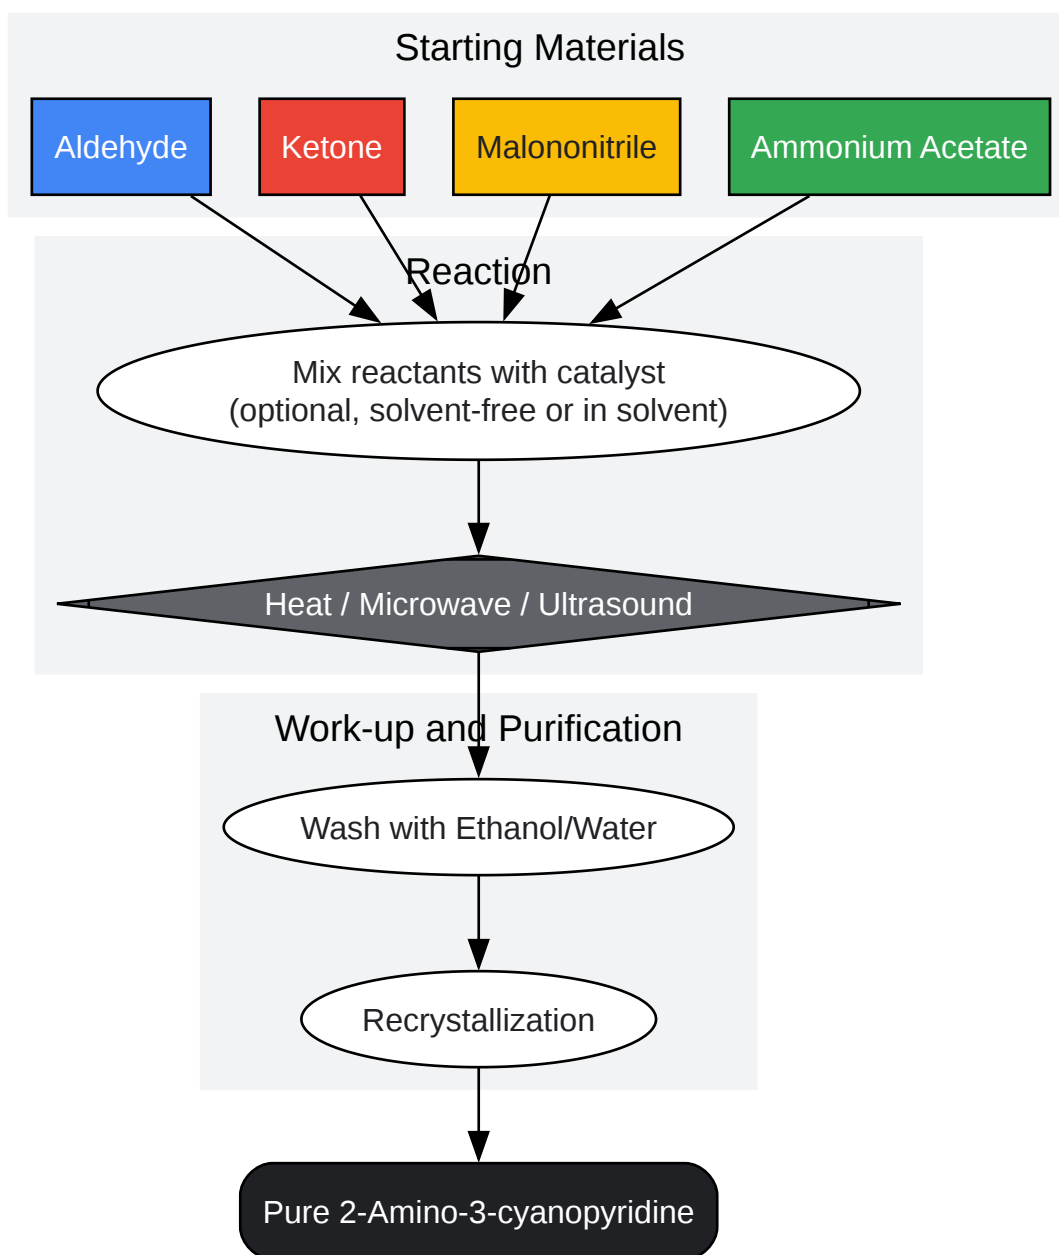 Starting Materials
Aldehyde
Ketone
Malononitrile
Ammonium Acetate
Reaction
Mix reactants with catalyst
(optional, solvent-free or in solvent)
Heat / Microwave / Ultrasound
Work-up and Purification
Wash with Ethanol/Water
Recrystallization
Pure 2-Amino-3-cyanopyridine